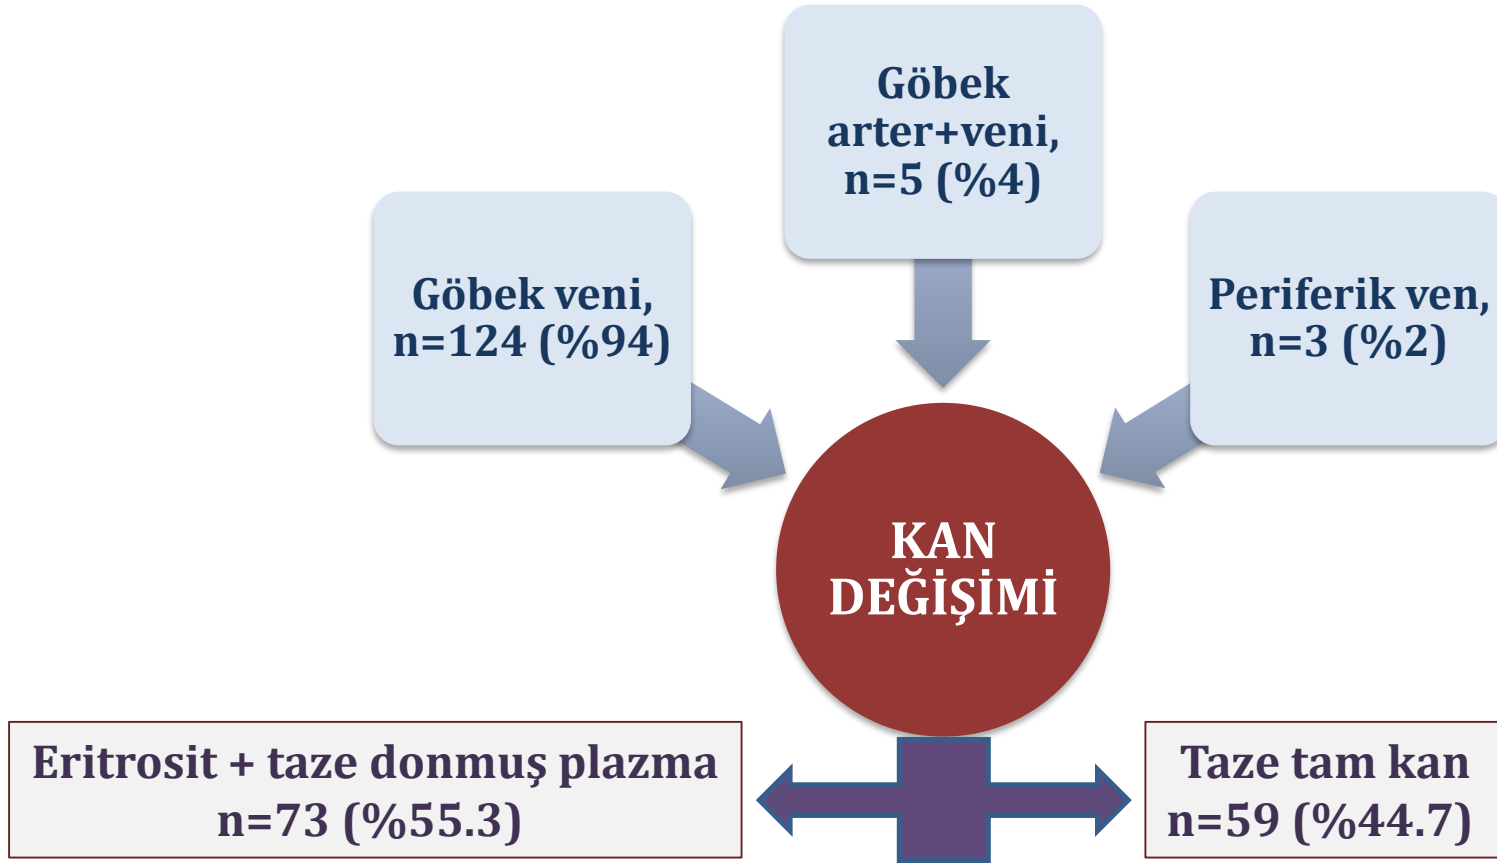 Göbek
arter+veni,
n=5 (%4)
Göbek veni,
n=124 (%94)
Periferik ven,
n=3 (%2)
KAN
DEĞİŞİMİ
Eritrosit + taze donmuş plazma
n=73 (%55.3)
Taze tam kan
n=59 (%44.7)